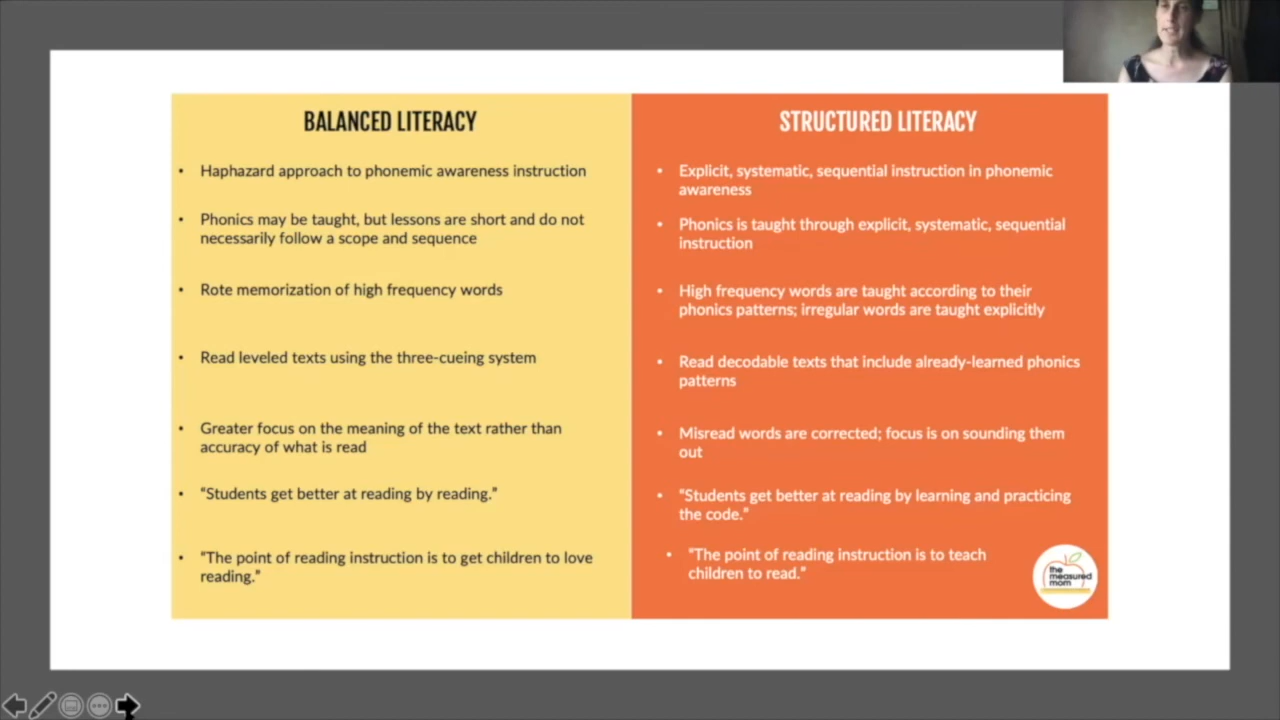 BALANCED LITERACY
• Haphazard approach to phonemic awareness instruction
• Phonics may be taught, but lessons are short and do not
necessarily follow a scope and sequence
• Rote memorization of high frequency words
• Read leveled texts using the three-cueing system
• Greater focus on the meaning of the text rather than
accuracy of what is read
• “Students get better at reading by reading.”
• “The point of reading instruction is to get children to love
reading.”
STRUCTURED LITERACY
• Explicit, systematic, sequential instruction in phonemic
awareness
• Phonics is taught through explicit, systematic, sequential
instruction
• High frequency words are taught according to their
phonics patterns; irregular words are taught explicitly
• Read decodable texts that include already-learned phonics
patterns
• Misread words are corrected; focus is on sounding them
out
• “Students get better at reading by learning and practicing
the code.”
• “The point of reading instruction is to teach
children to read.”
the
measured
mom